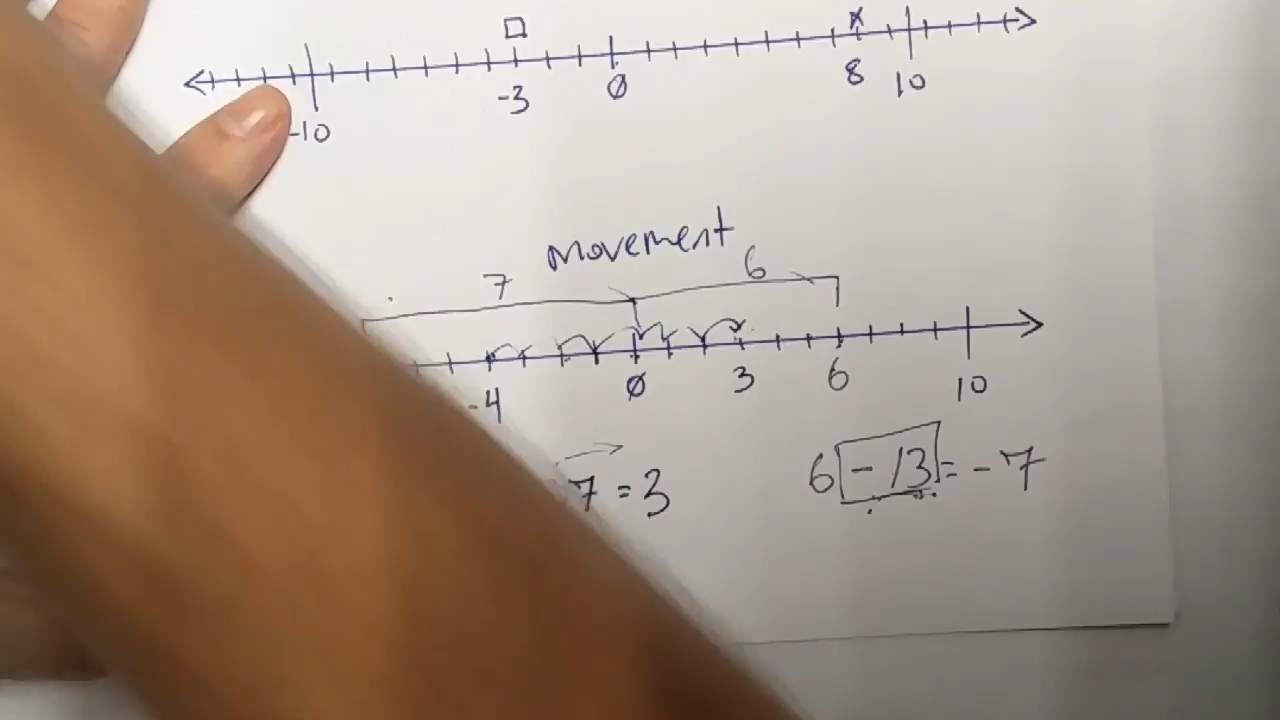 -3 0 8 10
-10
Movement
7 6
-4 0 3 6 10
7 = 3
6 - 13 = - 7